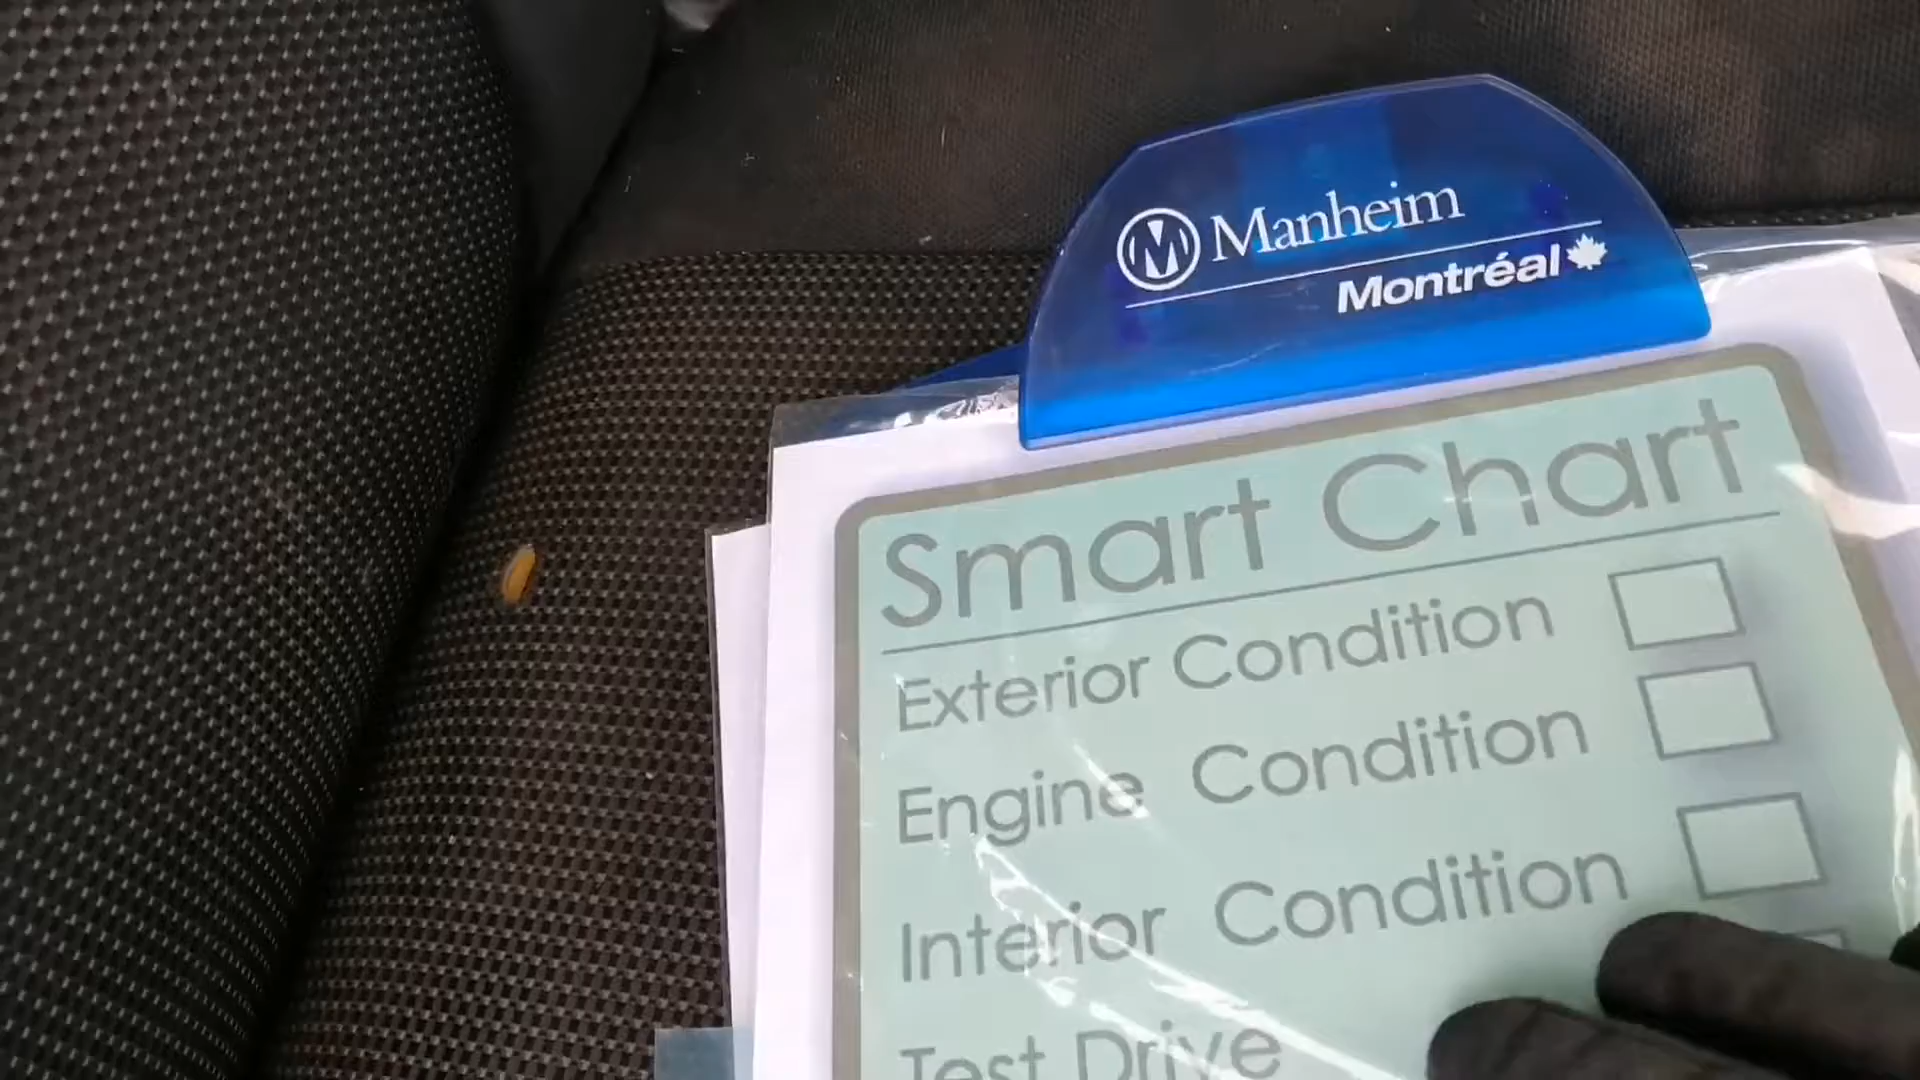 Manheim
Montréal
Smart Chart
Exterior Condition
Engine Condition
Interior Condition
Test Drive